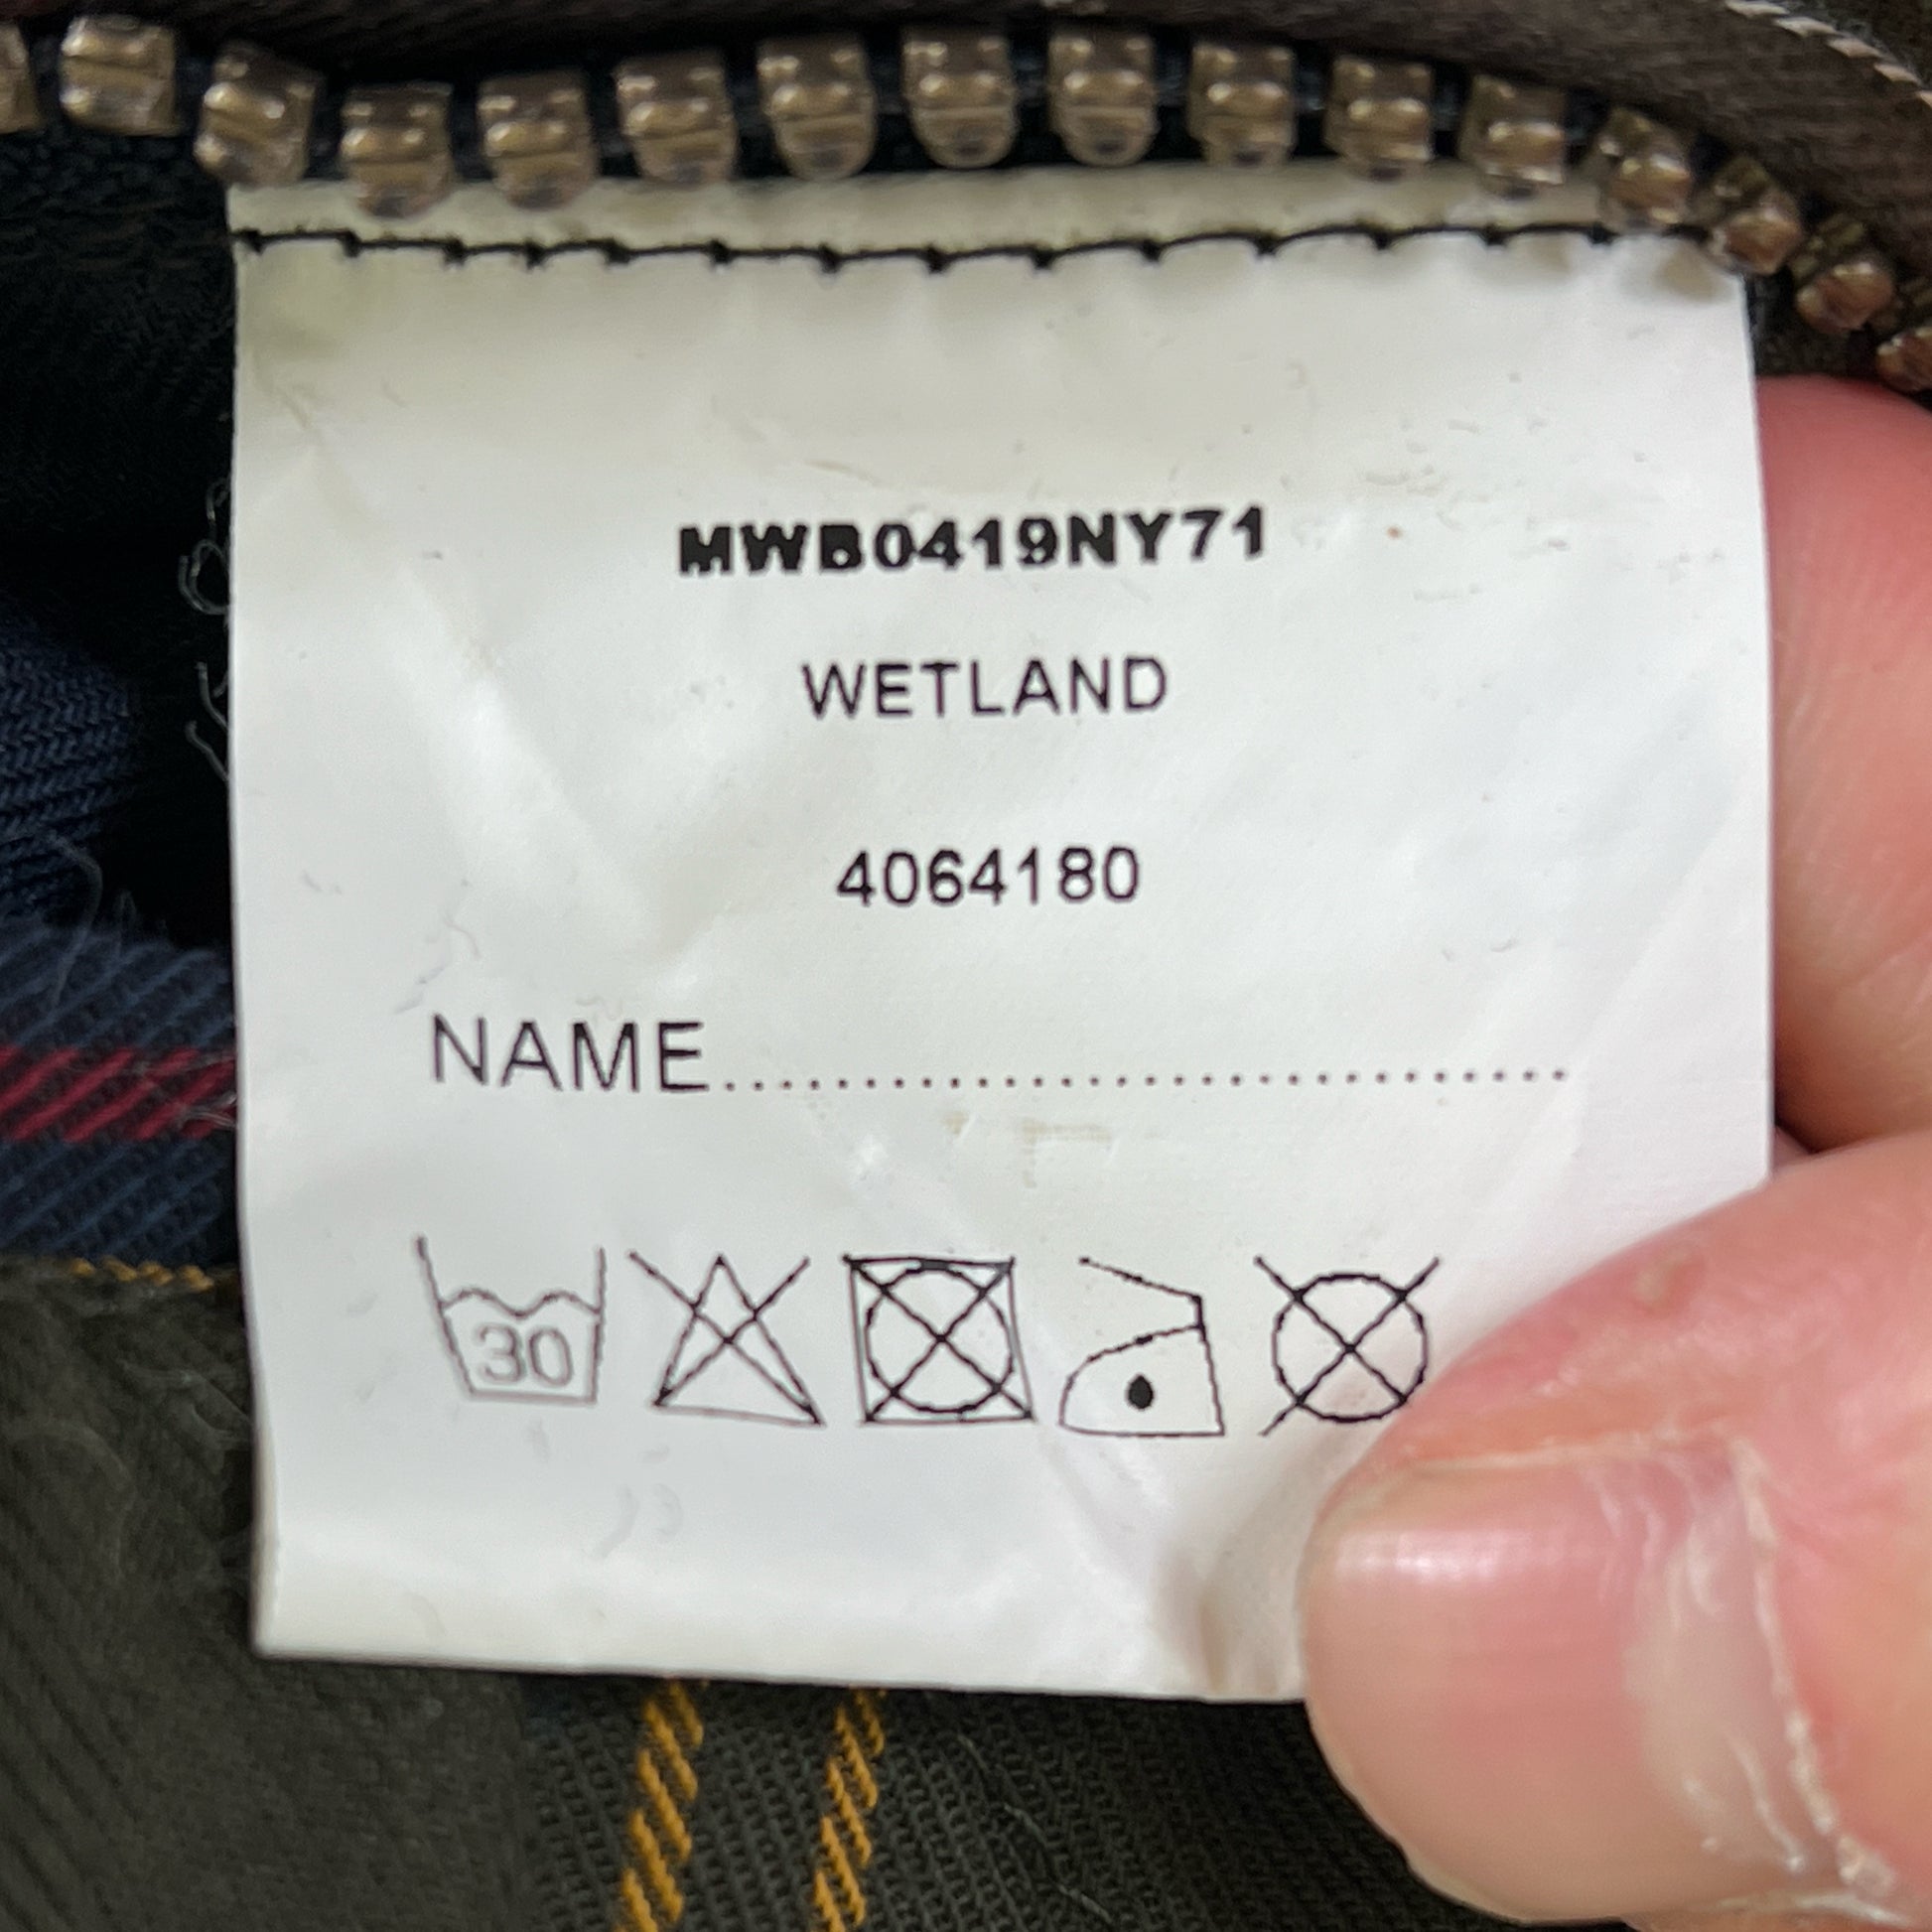 MWB0419NY71
WETLAND
4064180
NAME..............................
30